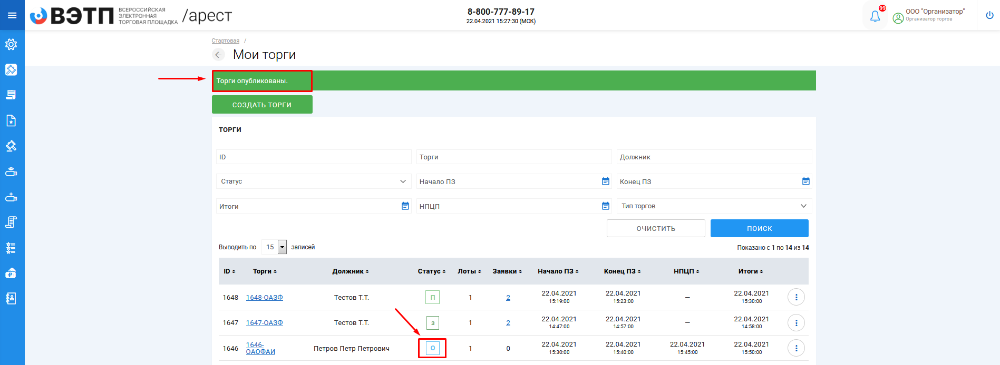 ВЭТП
ВСЕРОССИЙСКАЯ
ЭЛЕКТРОННАЯ
ТОРГОВАЯ ПЛОЩАДКА
/арест
8-800-777-89-17
22.04.2021 15:27:30 (МСК)
99
ООО "Организатор"
Организатор торгов
Стартовая /
Мои торги
Торги опубликованы.
СОЗДАТЬ ТОРГИ
ТОРГИ
ID Торги Должник
Статус Начало ПЗ Конец ПЗ
Итоги НПЦП Тип торгов
ОЧИСТИТЬ ПОИСК
Выводить по 15 записей Показано с 1 по 14 из 14
ID Торги Должник Статус Лоты Заявки Начало ПЗ Конец ПЗ НПЦП Итоги
1648 1648-ОАЗФ Тестов Т.Т. П 1 2 22.04.2021 22.04.2021 — 22.04.2021
15:19:00 15:23:00 15:30:00
1647 1647-ОАЗФ Тестов Т.Т. З 1 2 22.04.2021 22.04.2021 — 22.04.2021
14:47:00 14:57:00 14:58:00
1646 1646- Петров Петр Петрович О 1 0 22.04.2021 22.04.2021 22.04.2021 22.04.2021
ОАОФАИ 15:30:00 15:40:00 15:45:00 15:50:00